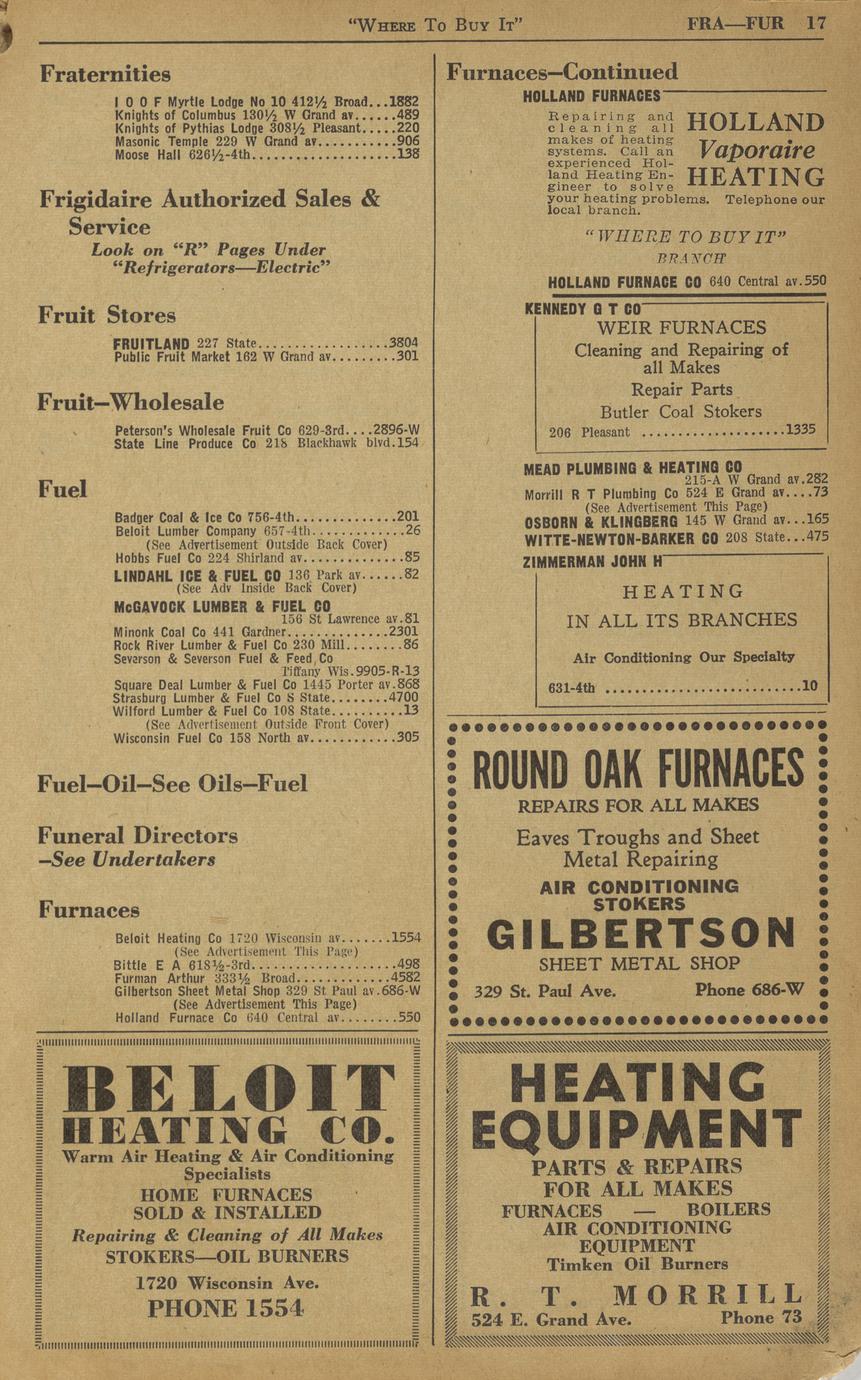 "WHERE TO BUY IT" FRA—FUR 17
Fraternities
I O O F Myrtle Lodge No 10 412½ Broad...1882
Knights of Columbus 130½ W Grand av......489
Knights of Pythias Lodge 308½ Pleasant.....220
Masonic Temple 229 W Grand av...........906
Moose Hall 626½-4th....................138
Frigidaire Authorized Sales &
Service
Look on "R" Pages Under
"Refrigerators—Electric"
Fruit Stores
FRUITLAND 227 State..................3804
Public Fruit Market 162 W Grand av.........301
Fruit—Wholesale
Peterson's Wholesale Fruit Co 629-3rd....2896-W
State Line Produce Co 218 Blackhawk blvd.154
Fuel
Badger Coal & Ice Co 756-4th..............201
Beloit Lumber Company 657-4th.............26
(See Advertisement Outside Back Cover)
Hobbs Fuel Co 224 Shirland av..............85
LINDAHL ICE & FUEL CO 136 Park av......82
(See Adv Inside Back Cover)
McGAVOCK LUMBER & FUEL CO
156 St Lawrence av.81
Minonk Coal Co 441 Gardner..............2301
Rock River Lumber & Fuel Co 230 Mill........86
Severson & Severson Fuel & Feed Co
Tiffany Wis.9905-R-13
Square Deal Lumber & Fuel Co 1445 Porter av.868
Strasburg Lumber & Fuel Co S State........4700
Wilford Lumber & Fuel Co 108 State..........13
(See Advertisement Outside Front Cover)
Wisconsin Fuel Co 158 North av............305
Fuel—Oil—See Oils—Fuel
Funeral Directors
—See Undertakers
Furnaces
Beloit Heating Co 1720 Wisconsin av.......1554
(See Advertisement This Page)
Bittle E A 618½-3rd....................498
Furman Arthur 333½ Broad.............4582
Gilbertson Sheet Metal Shop 329 St Paul av.686-W
(See Advertisement This Page)
Holland Furnace Co 640 Central av........550
BELOIT
HEATING CO.
Warm Air Heating & Air Conditioning
Specialists
HOME FURNACES
SOLD & INSTALLED
Repairing & Cleaning of All Makes
STOKERS—OIL BURNERS
1720 Wisconsin Ave.
PHONE 1554
Furnaces—Continued
HOLLAND FURNACES
Repairing and
cleaning all
makes of heating
systems. Call an
experienced Hol-
land Heating En-
gineer to solve
your heating problems. Telephone our
local branch.
HOLLAND
Vaporaire
HEATING
"WHERE TO BUY IT"
BRANCH
HOLLAND FURNACE CO 640 Central av.550
KENNEDY G T CO
WEIR FURNACES
Cleaning and Repairing of
all Makes
Repair Parts
Butler Coal Stokers
206 Pleasant ....................1335
MEAD PLUMBING & HEATING CO
215-A W Grand av.282
Morrill R T Plumbing Co 524 E Grand av....73
(See Advertisement This Page)
OSBORN & KLINGBERG 145 W Grand av...165
WITTE-NEWTON-BARKER CO 208 State...475
ZIMMERMAN JOHN H
HEATING
IN ALL ITS BRANCHES
Air Conditioning Our Specialty
631-4th ...........................10
ROUND OAK FURNACES
REPAIRS FOR ALL MAKES
Eaves Troughs and Sheet
Metal Repairing
AIR CONDITIONING
STOKERS
GILBERTSON
SHEET METAL SHOP
329 St. Paul Ave. Phone 686-W
HEATING
EQUIPMENT
PARTS & REPAIRS
FOR ALL MAKES
FURNACES — BOILERS
AIR CONDITIONING
EQUIPMENT
Timken Oil Burners
R. T. MORRILL
524 E. Grand Ave. Phone 73